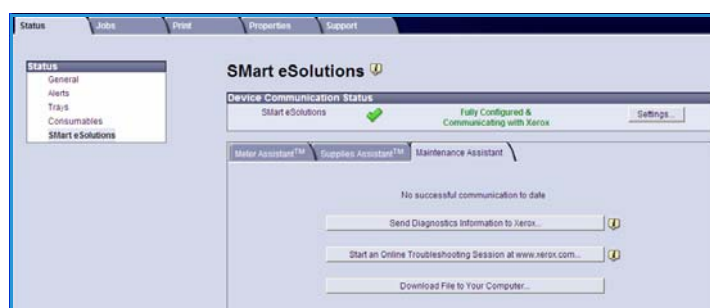 Status Jobs Print Properties Support
Status
General
Alerts
Trays
Consumables
SMart eSolutions
SMart eSolutions
Device Communication Status
SMart eSolutions
Fully Configured &
Communicating with Xerox
Settings...
Meter Assistant™ Supplies Assistant™ Maintenance Assistant
No successful communication to date
Send Diagnostics Information to Xerox...
Start an Online Troubleshooting Session at www.xerox.com...
Download File to Your Computer...